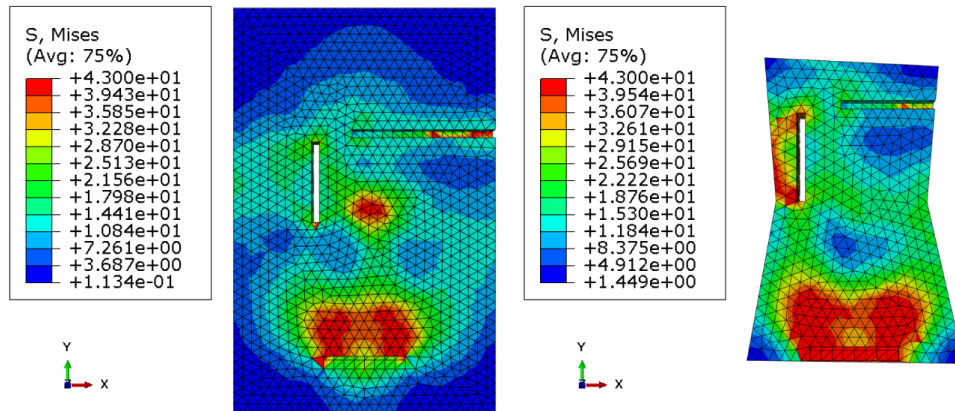 S, Mises
(Avg: 75%)
+4.300e+01
+3.943e+01
+3.585e+01
+3.228e+01
+2.870e+01
+2.513e+01
+2.156e+01
+1.798e+01
+1.441e+01
+1.084e+01
+7.261e+00
+3.687e+00
+1.134e-01
Y
X
S, Mises
(Avg: 75%)
+4.300e+01
+3.954e+01
+3.607e+01
+3.261e+01
+2.915e+01
+2.569e+01
+2.222e+01
+1.876e+01
+1.530e+01
+1.184e+01
+8.375e+00
+4.912e+00
+1.449e+00
Y
X